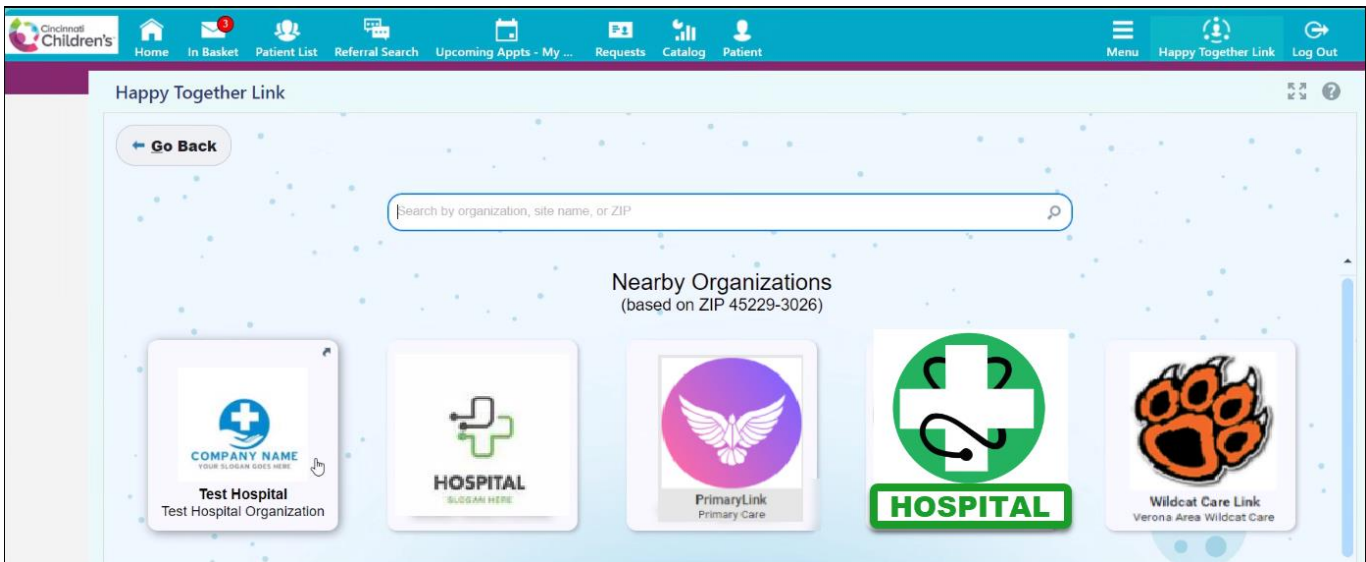 Cincinnati
Children's
3
Home In Basket Patient List Referral Search Upcoming Appts - My ... Requests Catalog Patient Menu Happy Together Link Log Out
Happy Together Link
Go Back
Search by organization, site name, or ZIP
Nearby Organizations
(based on ZIP 45229-3026)
COMPANY NAME
YOUR SLOGAN GOES HERE
Test Hospital
Test Hospital Organization
HOSPITAL
SLOGAN HERE
PrimaryLink
Primary Care
HOSPITAL
Wildcat Care Link
Verona Area Wildcat Care